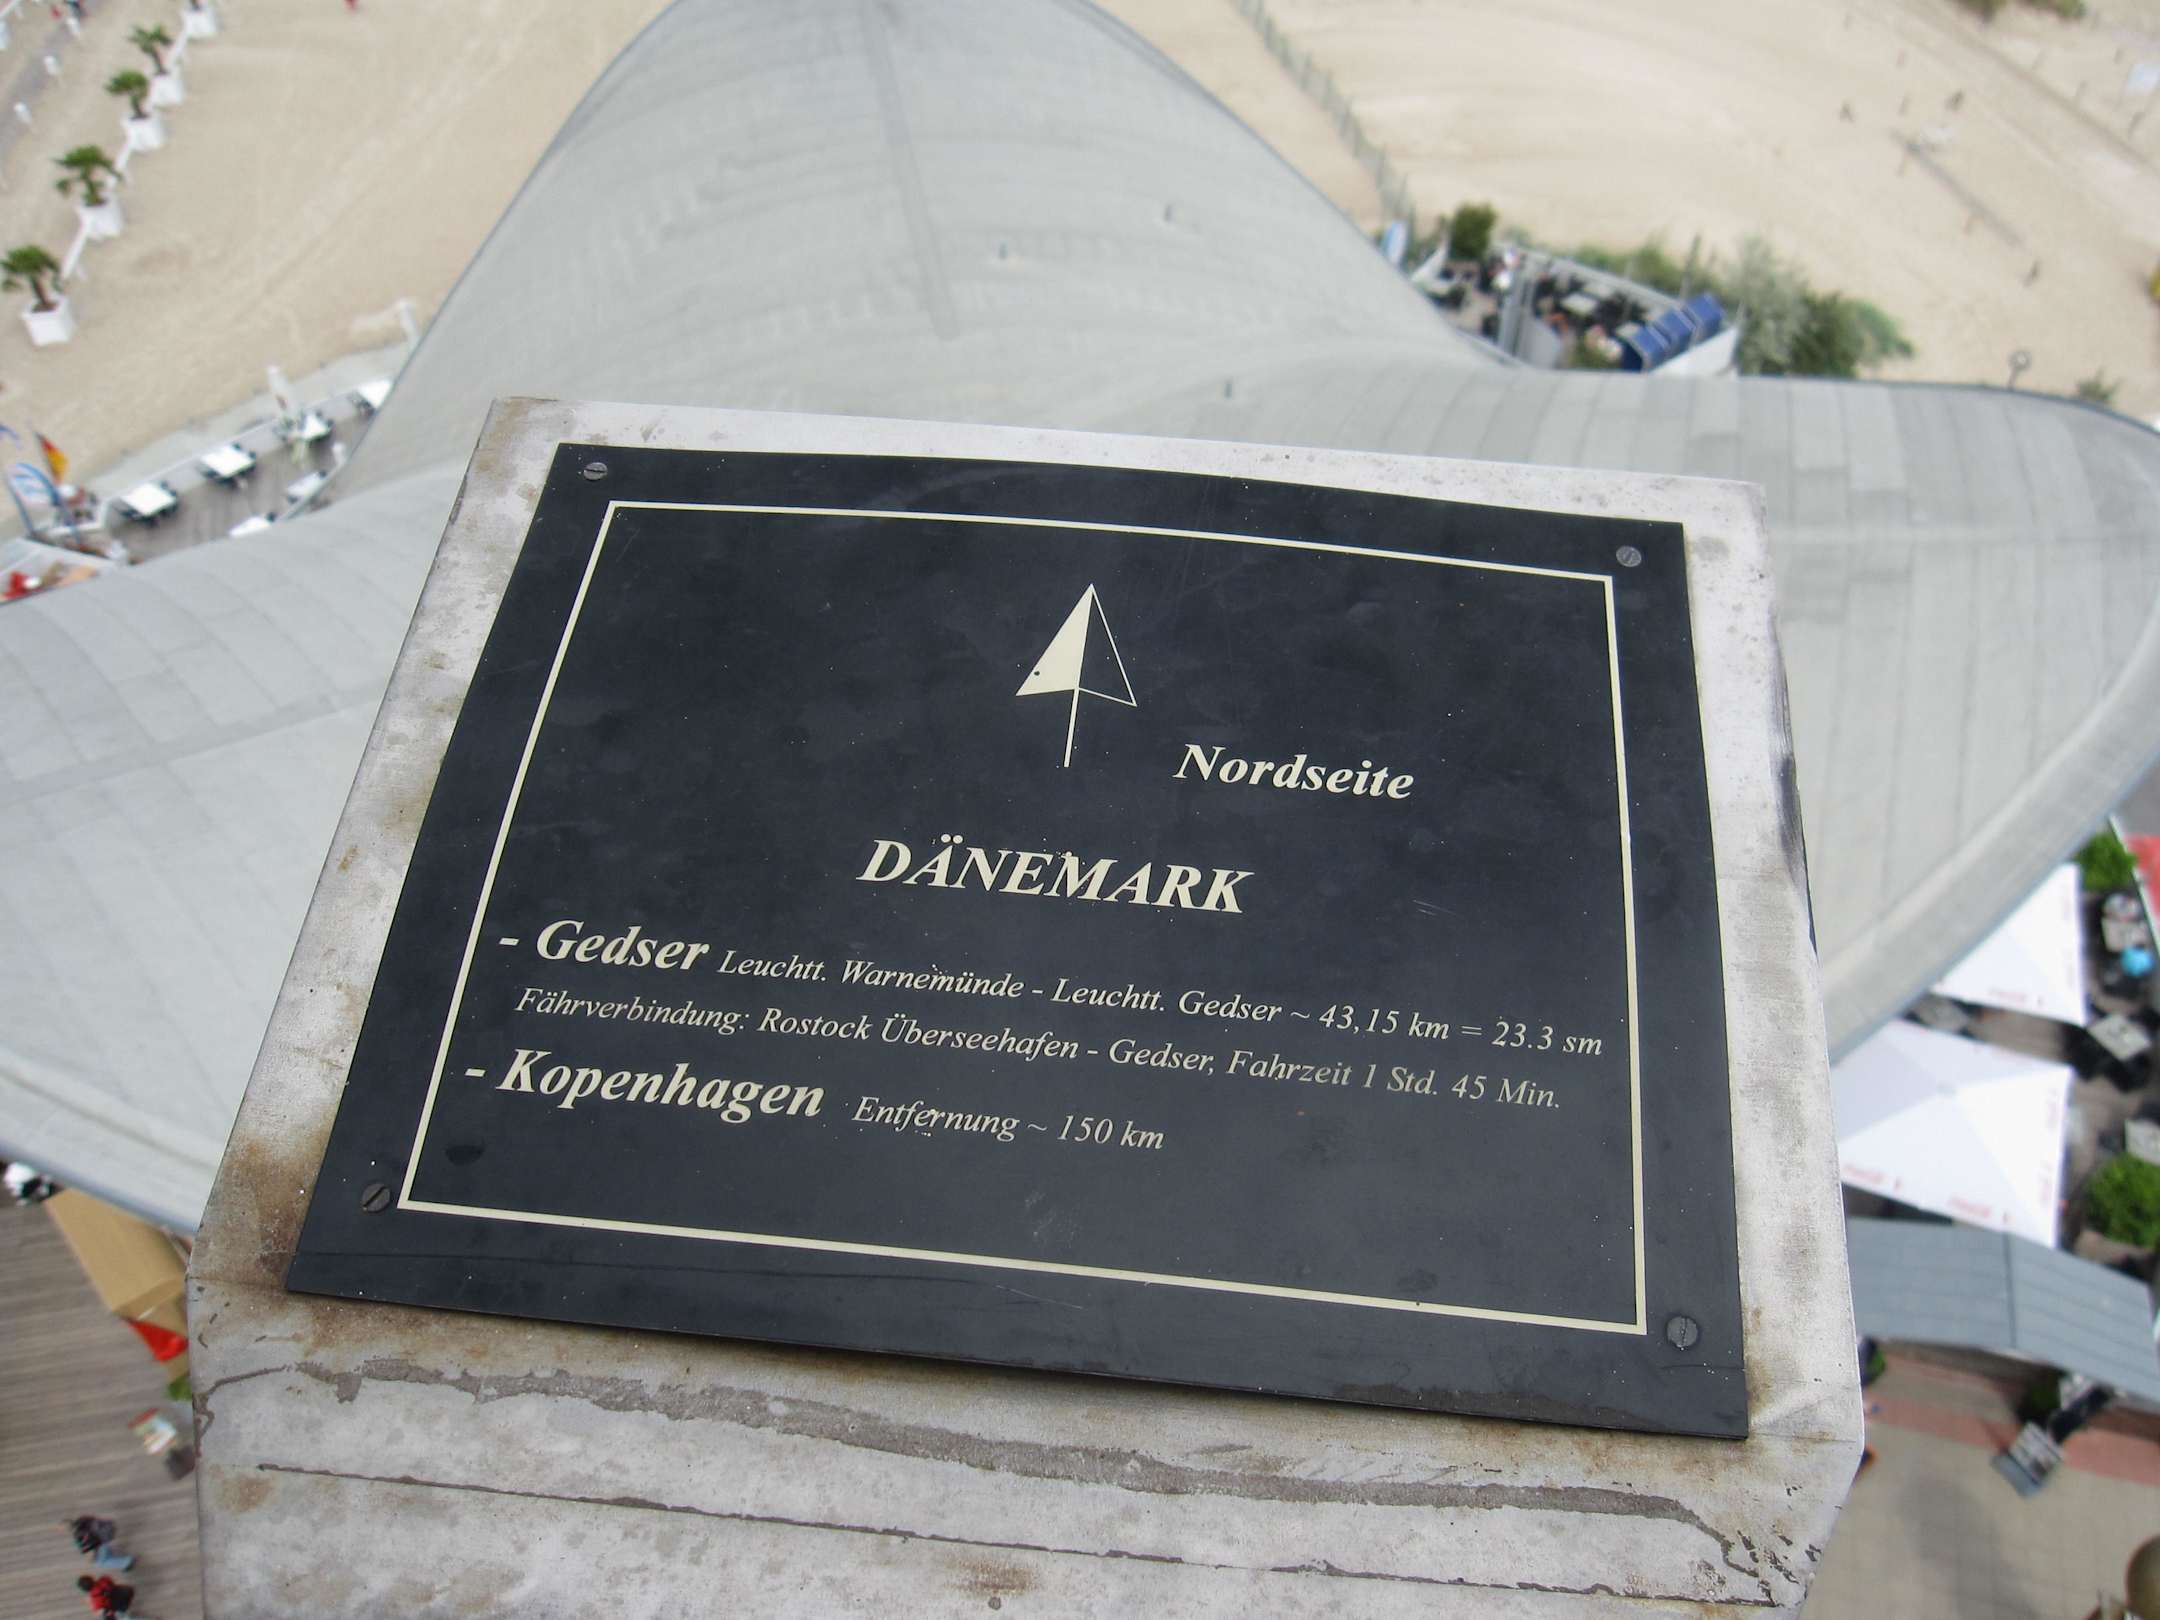 Nordseite
DÄNEMARK
- Gedser Leuchtt. Warnemünde - Leuchtt. Gedser ~ 43,15 km = 23.3 sm
Fährverbindung: Rostock Überseehafen - Gedser, Fahrzeit 1 Std. 45 Min.
- Kopenhagen Entfernung ~ 150 km